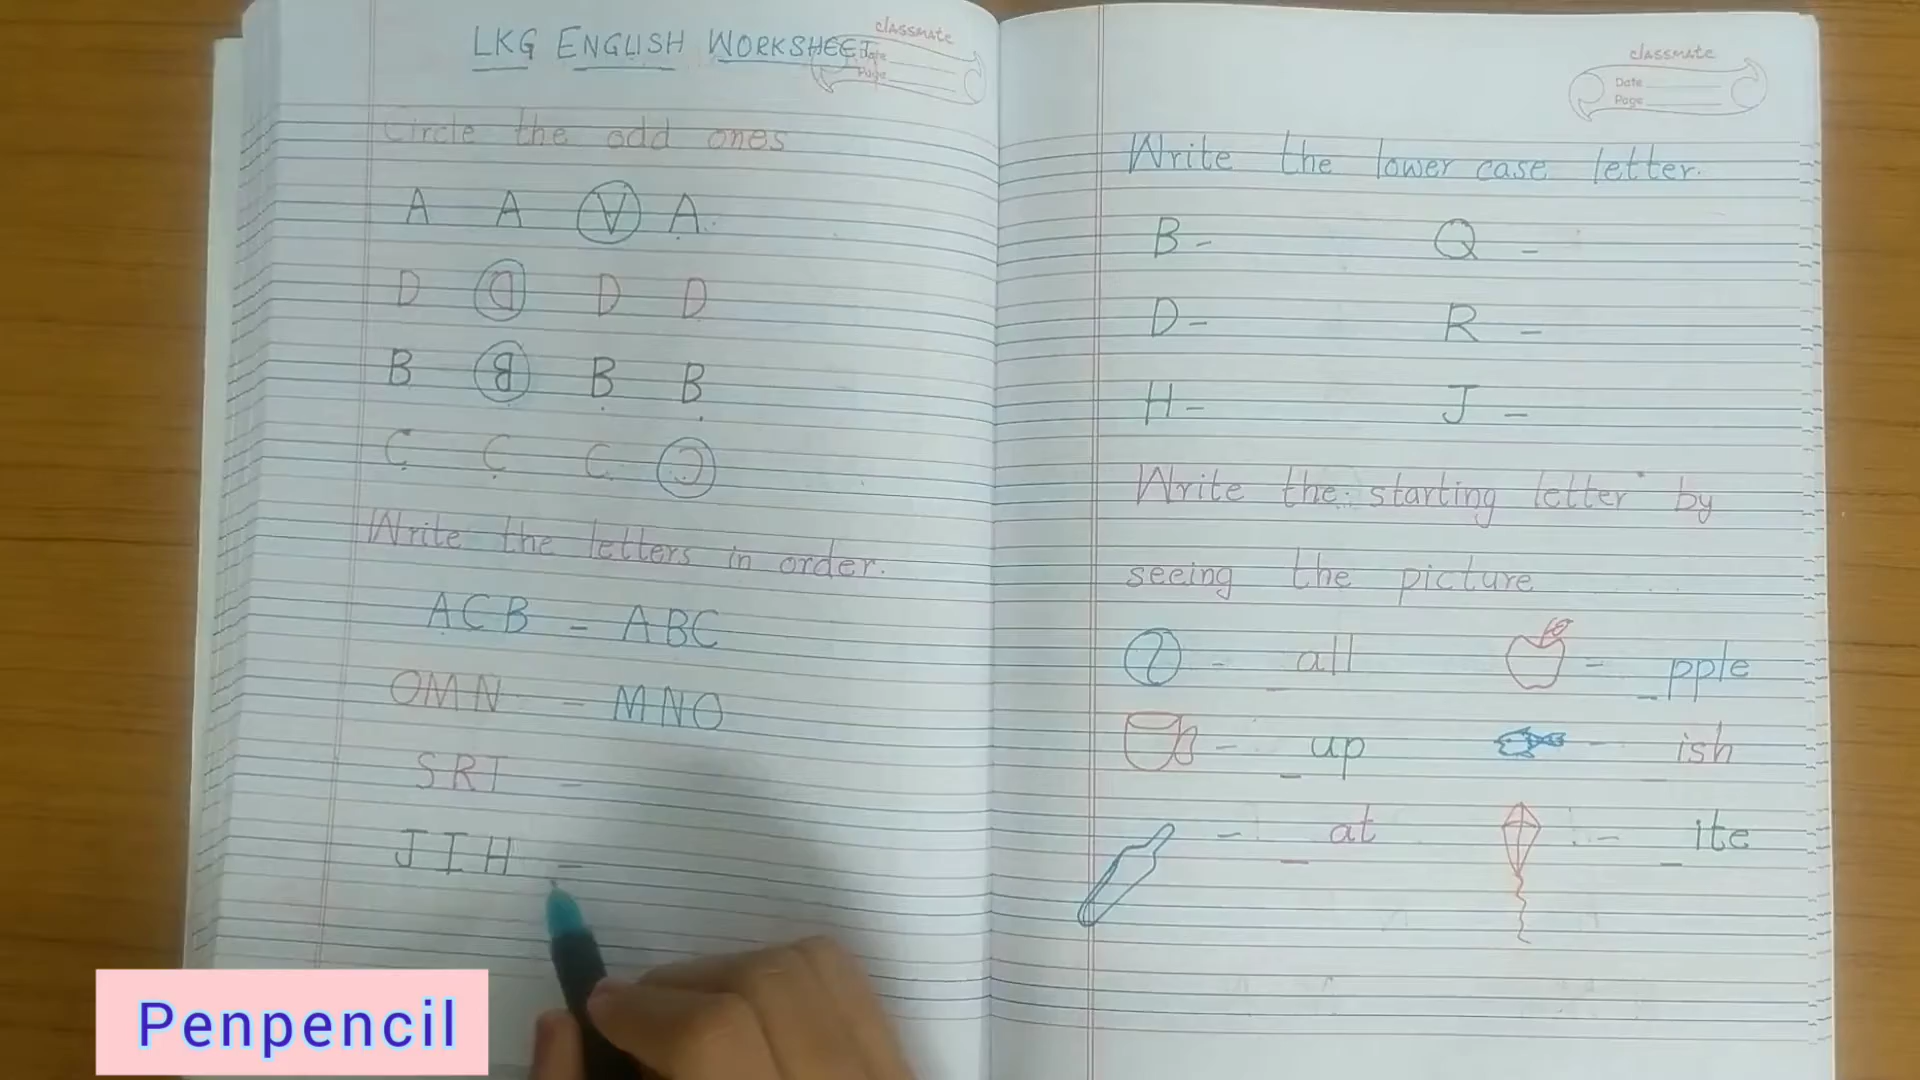 LKG ENGLISH WORKSHEET
classmate
Date
Page
Circle the odd ones
A A A A
D D D D
B B B B
C C C C
Write the letters in order.
ACB - ABC
OMN - MNO
SRT -
JIH =
classmate
Date
Page
Write the lower case letter.
B - Q -
D - R -
H - J -
Write the starting letter by
seeing the picture
- _all - _pple
- _up - _ish
- _at - _ite
Penpencil